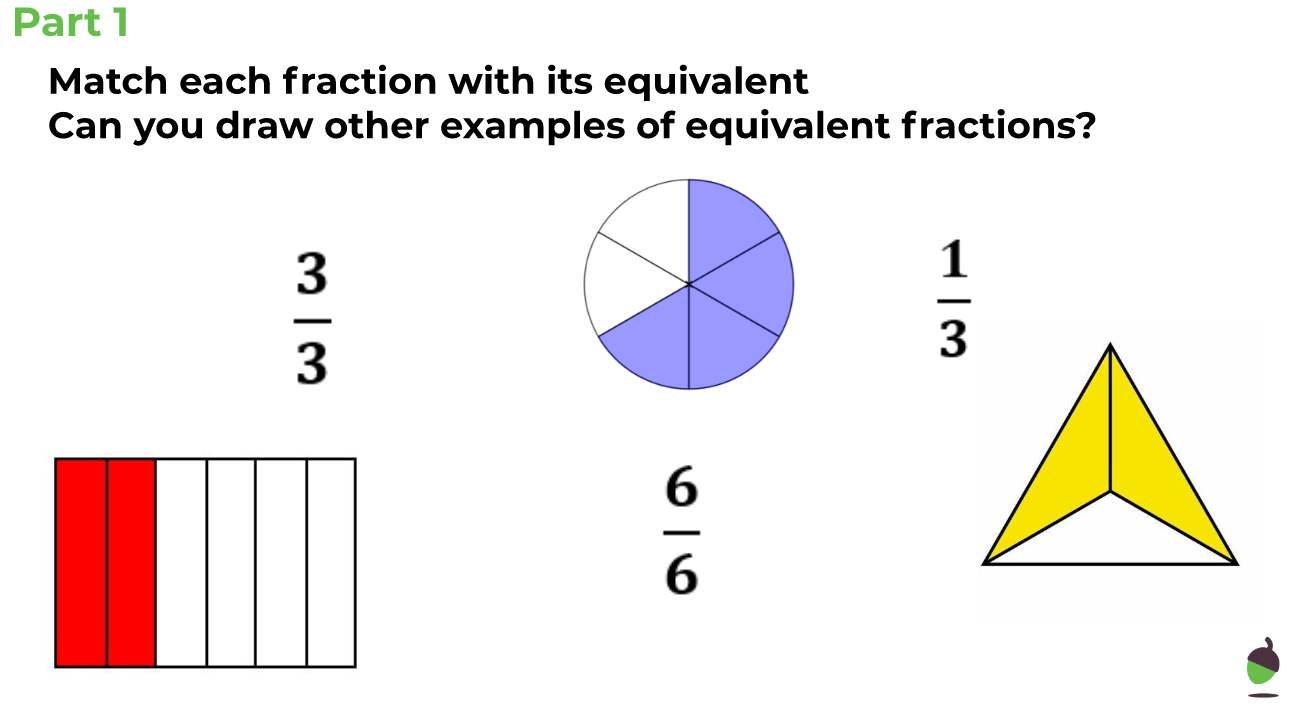 Part 1
Match each fraction with its equivalent
Can you draw other examples of equivalent fractions?
3
3
1
3
6
6